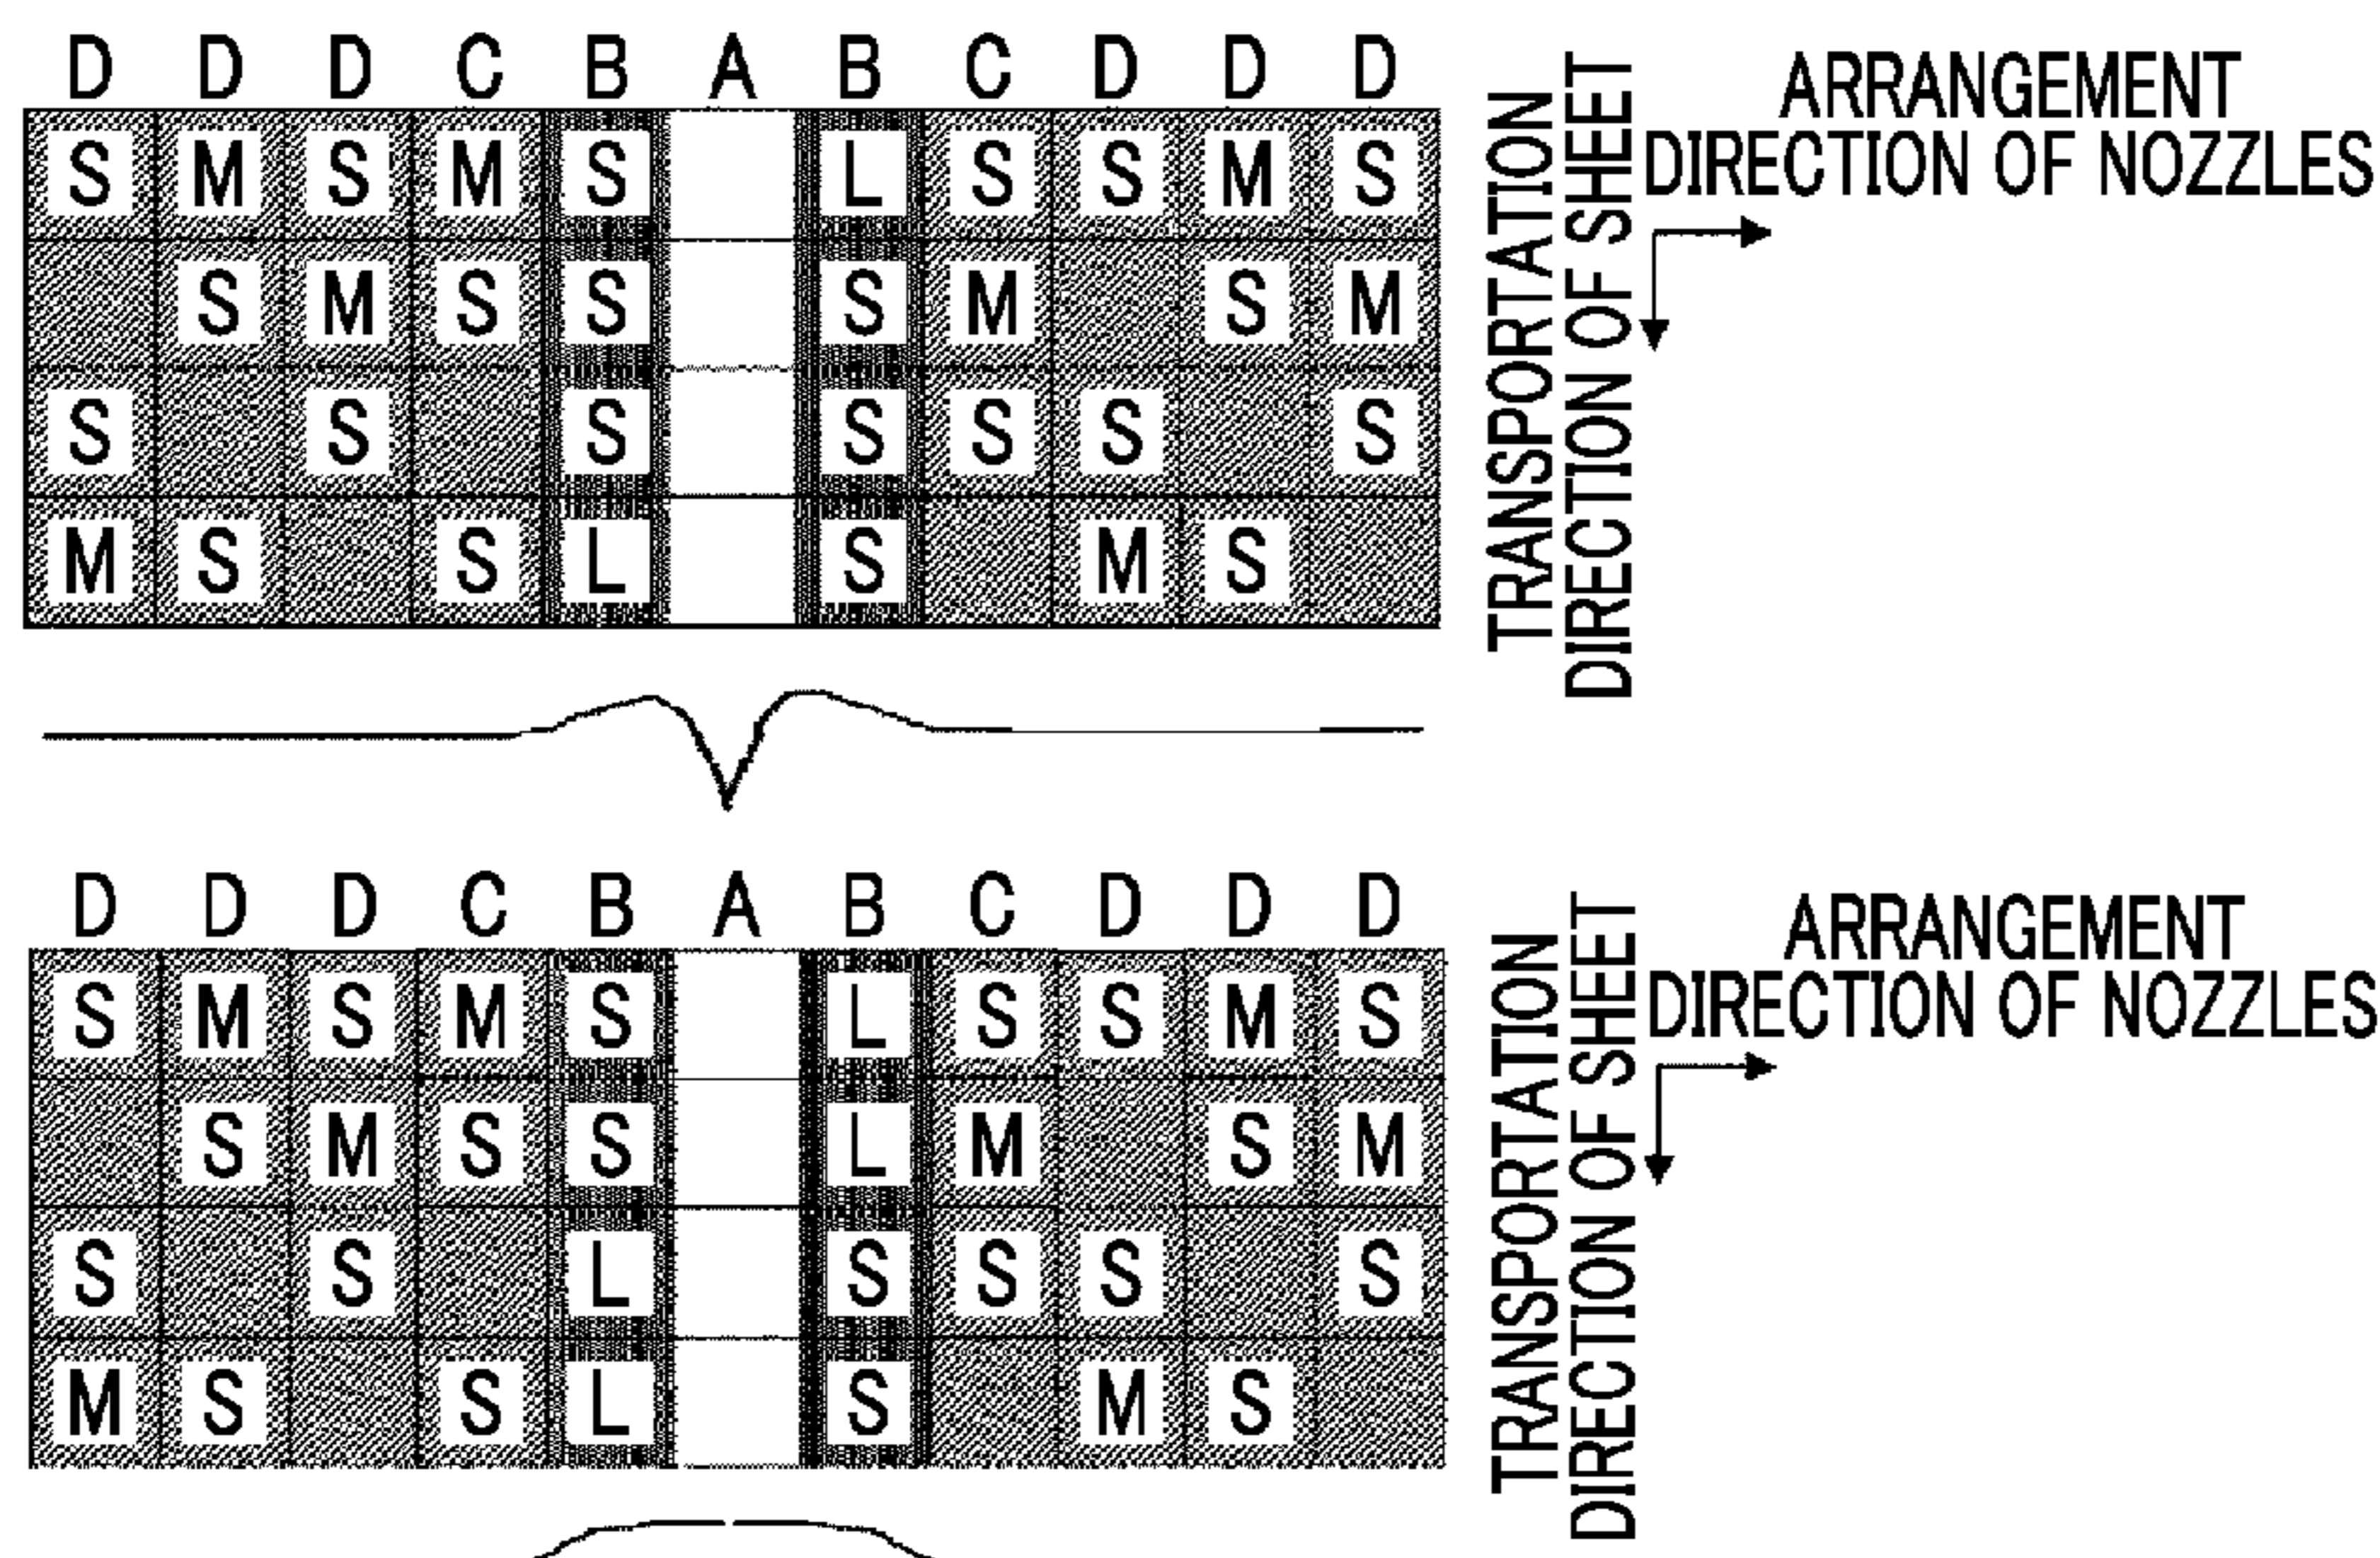 D D D C B A B C D D D
S M S M S L S S M S
S M S S S M S M
S S S S S S S
M S S L S M S
TRANSPORTATION
DIRECTION OF SHEET
ARRANGEMENT
DIRECTION OF NOZZLES
D D D C B A B C D D D
S M S M S L S S M S
S M S S L M S M
S S L S S S S
M S S L S M S
TRANSPORTATION
DIRECTION OF SHEET
ARRANGEMENT
DIRECTION OF NOZZLES